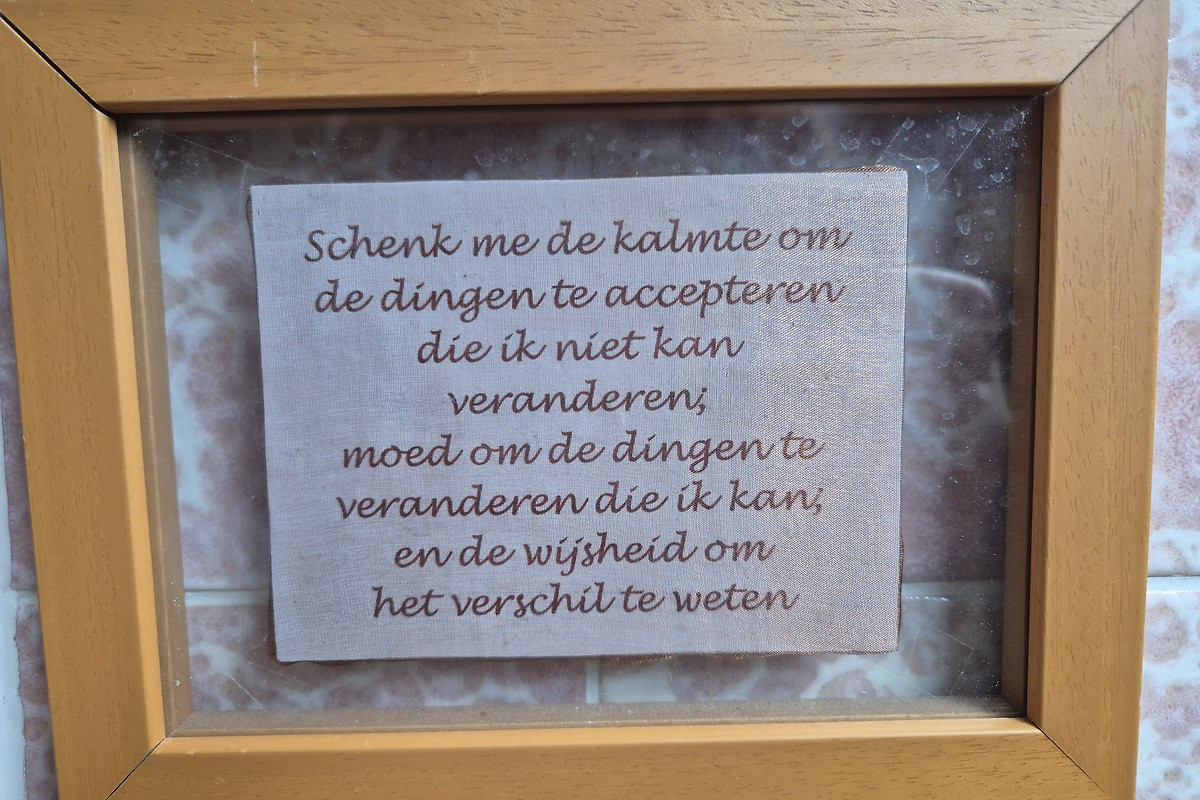 Schenk me de kalmte om
de dingen te accepteren
die ik niet kan
veranderen;
moed om de dingen te
veranderen die ik kan;
en de wijsheid om
het verschil te weten